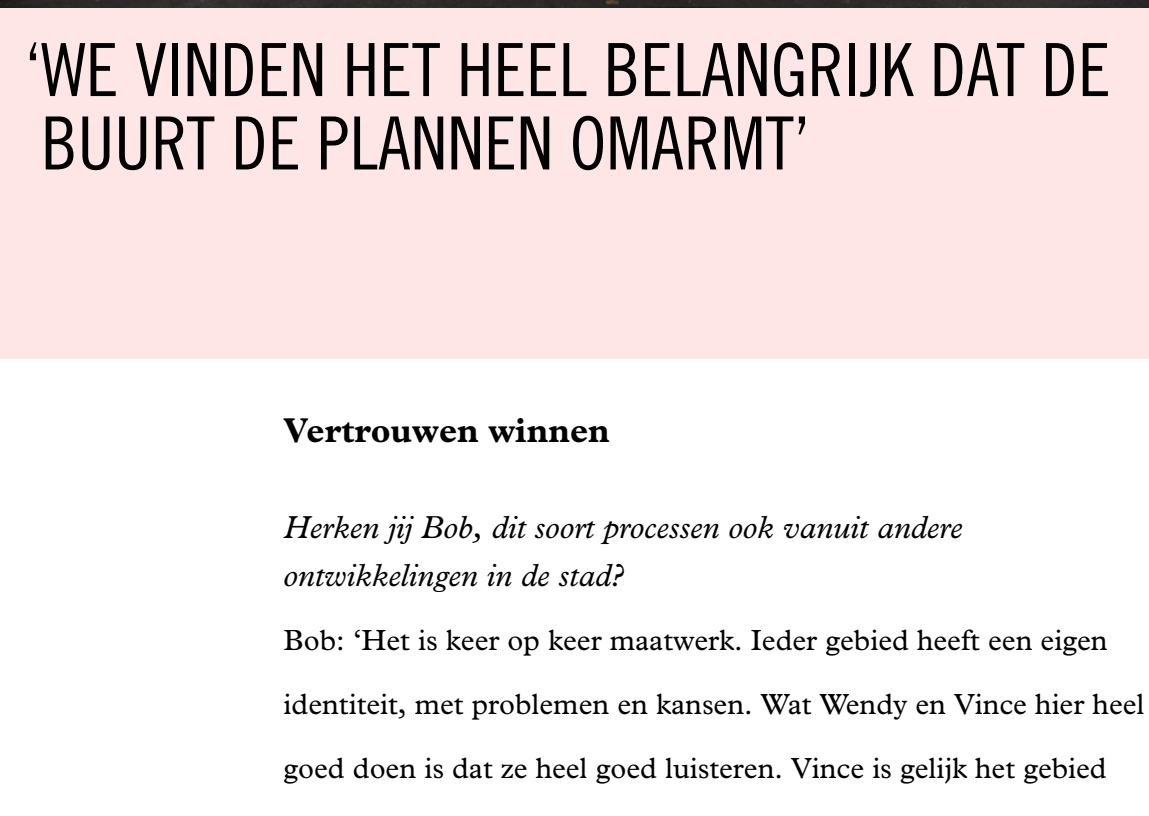 ‘WE VINDEN HET HEEL BELANGRIJK DAT DE
BUURT DE PLANNEN OMARMT’
Vertrouwen winnen
Herken jij Bob, dit soort processen ook vanuit andere
ontwikkelingen in de stad?
Bob: ‘Het is keer op keer maatwerk. Ieder gebied heeft een eigen
identiteit, met problemen en kansen. Wat Wendy en Vince hier heel
goed doen is dat ze heel goed luisteren. Vince is gelijk het gebied